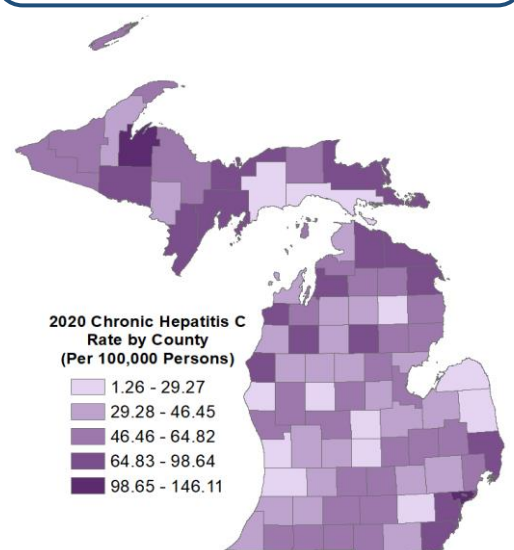 2020 Chronic Hepatitis C
Rate by County
(Per 100,000 Persons)
1.26 - 29.27
29.28 - 46.45
46.46 - 64.82
64.83 - 98.64
98.65 - 146.11